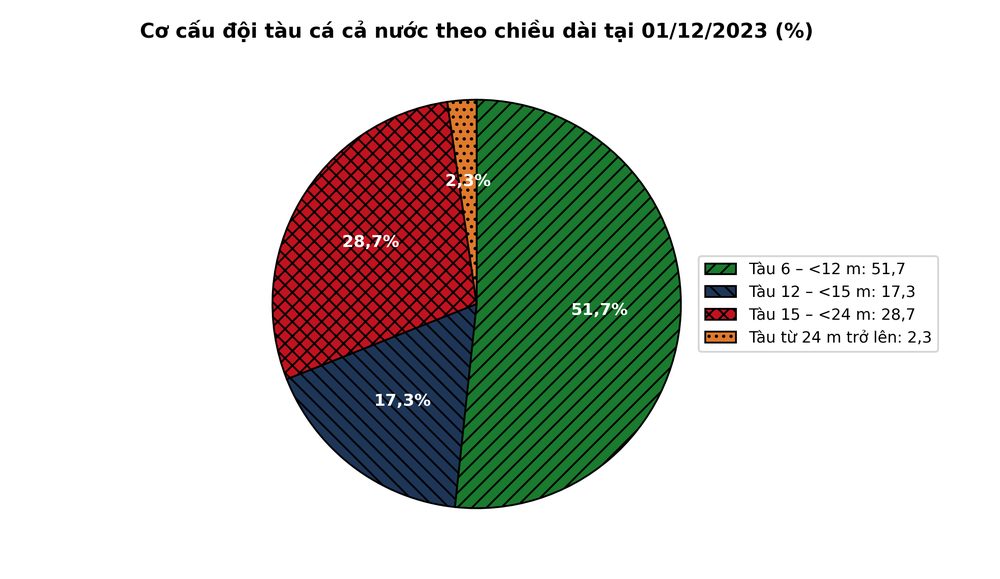 Cơ cấu đội tàu cá cả nước theo chiều dài tại 01/12/2023 (%)
2,3%
28,7%
51,7%
17,3%
Tàu 6 – <12 m: 51,7
Tàu 12 – <15 m: 17,3
Tàu 15 – <24 m: 28,7
Tàu từ 24 m trở lên: 2,3